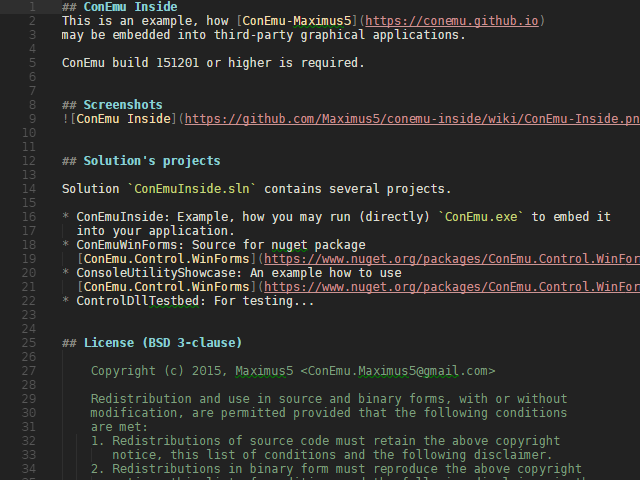 1 ## ConEmu Inside
2 This is an example, how [ConEmu-Maximus5](https://conemu.github.io)
3 may be embedded into third-party graphical applications.
4
5 ConEmu build 151201 or higher is required.
6
7
8 ## Screenshots
9 ![ConEmu Inside](https://github.com/Maximus5/conemu-inside/wiki/ConEmu-Inside.pn
10
11
12 ## Solution's projects
13
14 Solution `ConEmuInside.sln` contains several projects.
15
16 * ConEmuInside: Example, how you may run (directly) `ConEmu.exe` to embed it
17 into your application.
18 * ConEmuWinForms: Source for nuget package
19 [ConEmu.Control.WinForms](https://www.nuget.org/packages/ConEmu.Control.WinFor
20 * ConsoleUtilityShowcase: An example how to use
21 [ConEmu.Control.WinForms](https://www.nuget.org/packages/ConEmu.Control.WinFor
22 * ControlDllTestbed: For testing...
23
24
25 ## License (BSD 3-clause)
26
27 Copyright (c) 2015, Maximus5 <ConEmu.Maximus5@gmail.com>
28
29 Redistribution and use in source and binary forms, with or without
30 modification, are permitted provided that the following conditions
31 are met:
32 1. Redistributions of source code must retain the above copyright
33 notice, this list of conditions and the following disclaimer.
34 2. Redistributions in binary form must reproduce the above copyright